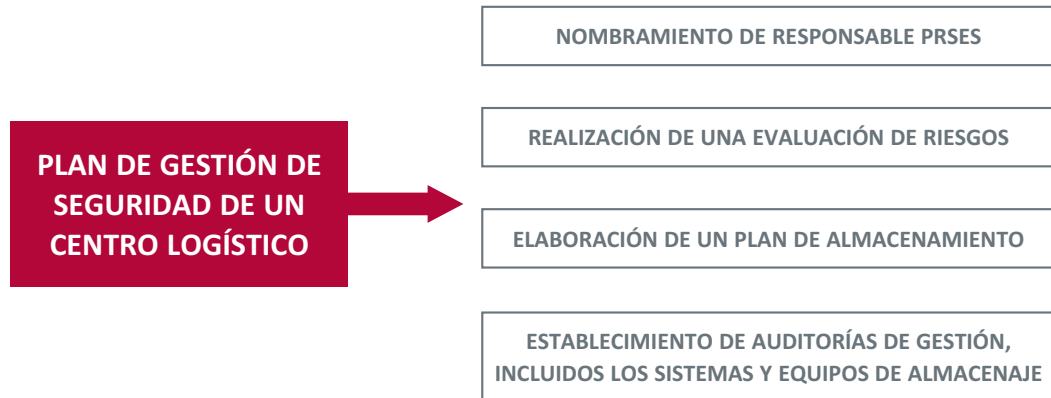 PLAN DE GESTIÓN DE
SEGURIDAD DE UN
CENTRO LOGÍSTICO
NOMBRAMIENTO DE RESPONSABLE PRSES
REALIZACIÓN DE UNA EVALUACIÓN DE RIESGOS
ELABORACIÓN DE UN PLAN DE ALMACENAMIENTO
ESTABLECIMIENTO DE AUDITORÍAS DE GESTIÓN,
INCLUIDOS LOS SISTEMAS Y EQUIPOS DE ALMACENAJE